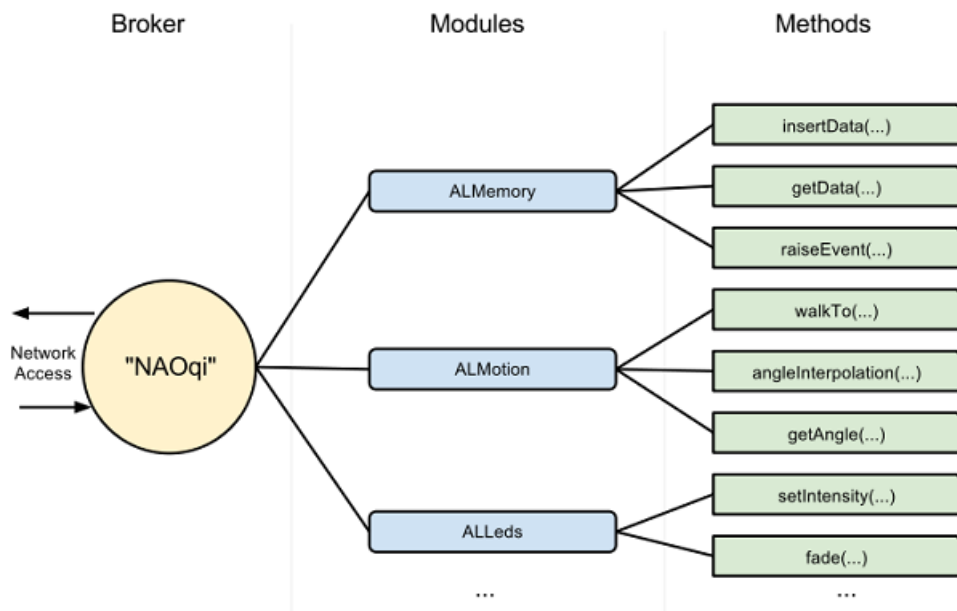 Broker
Modules
Methods
insertData(...)
ALMemory
getData(...)
raiseEvent(...)
walkTo(...)
Network
Access
"NAOqi"
ALMotion
angleInterpolation(...)
getAngle(...)
setIntensity(...)
ALLeds
fade(...)
...
...